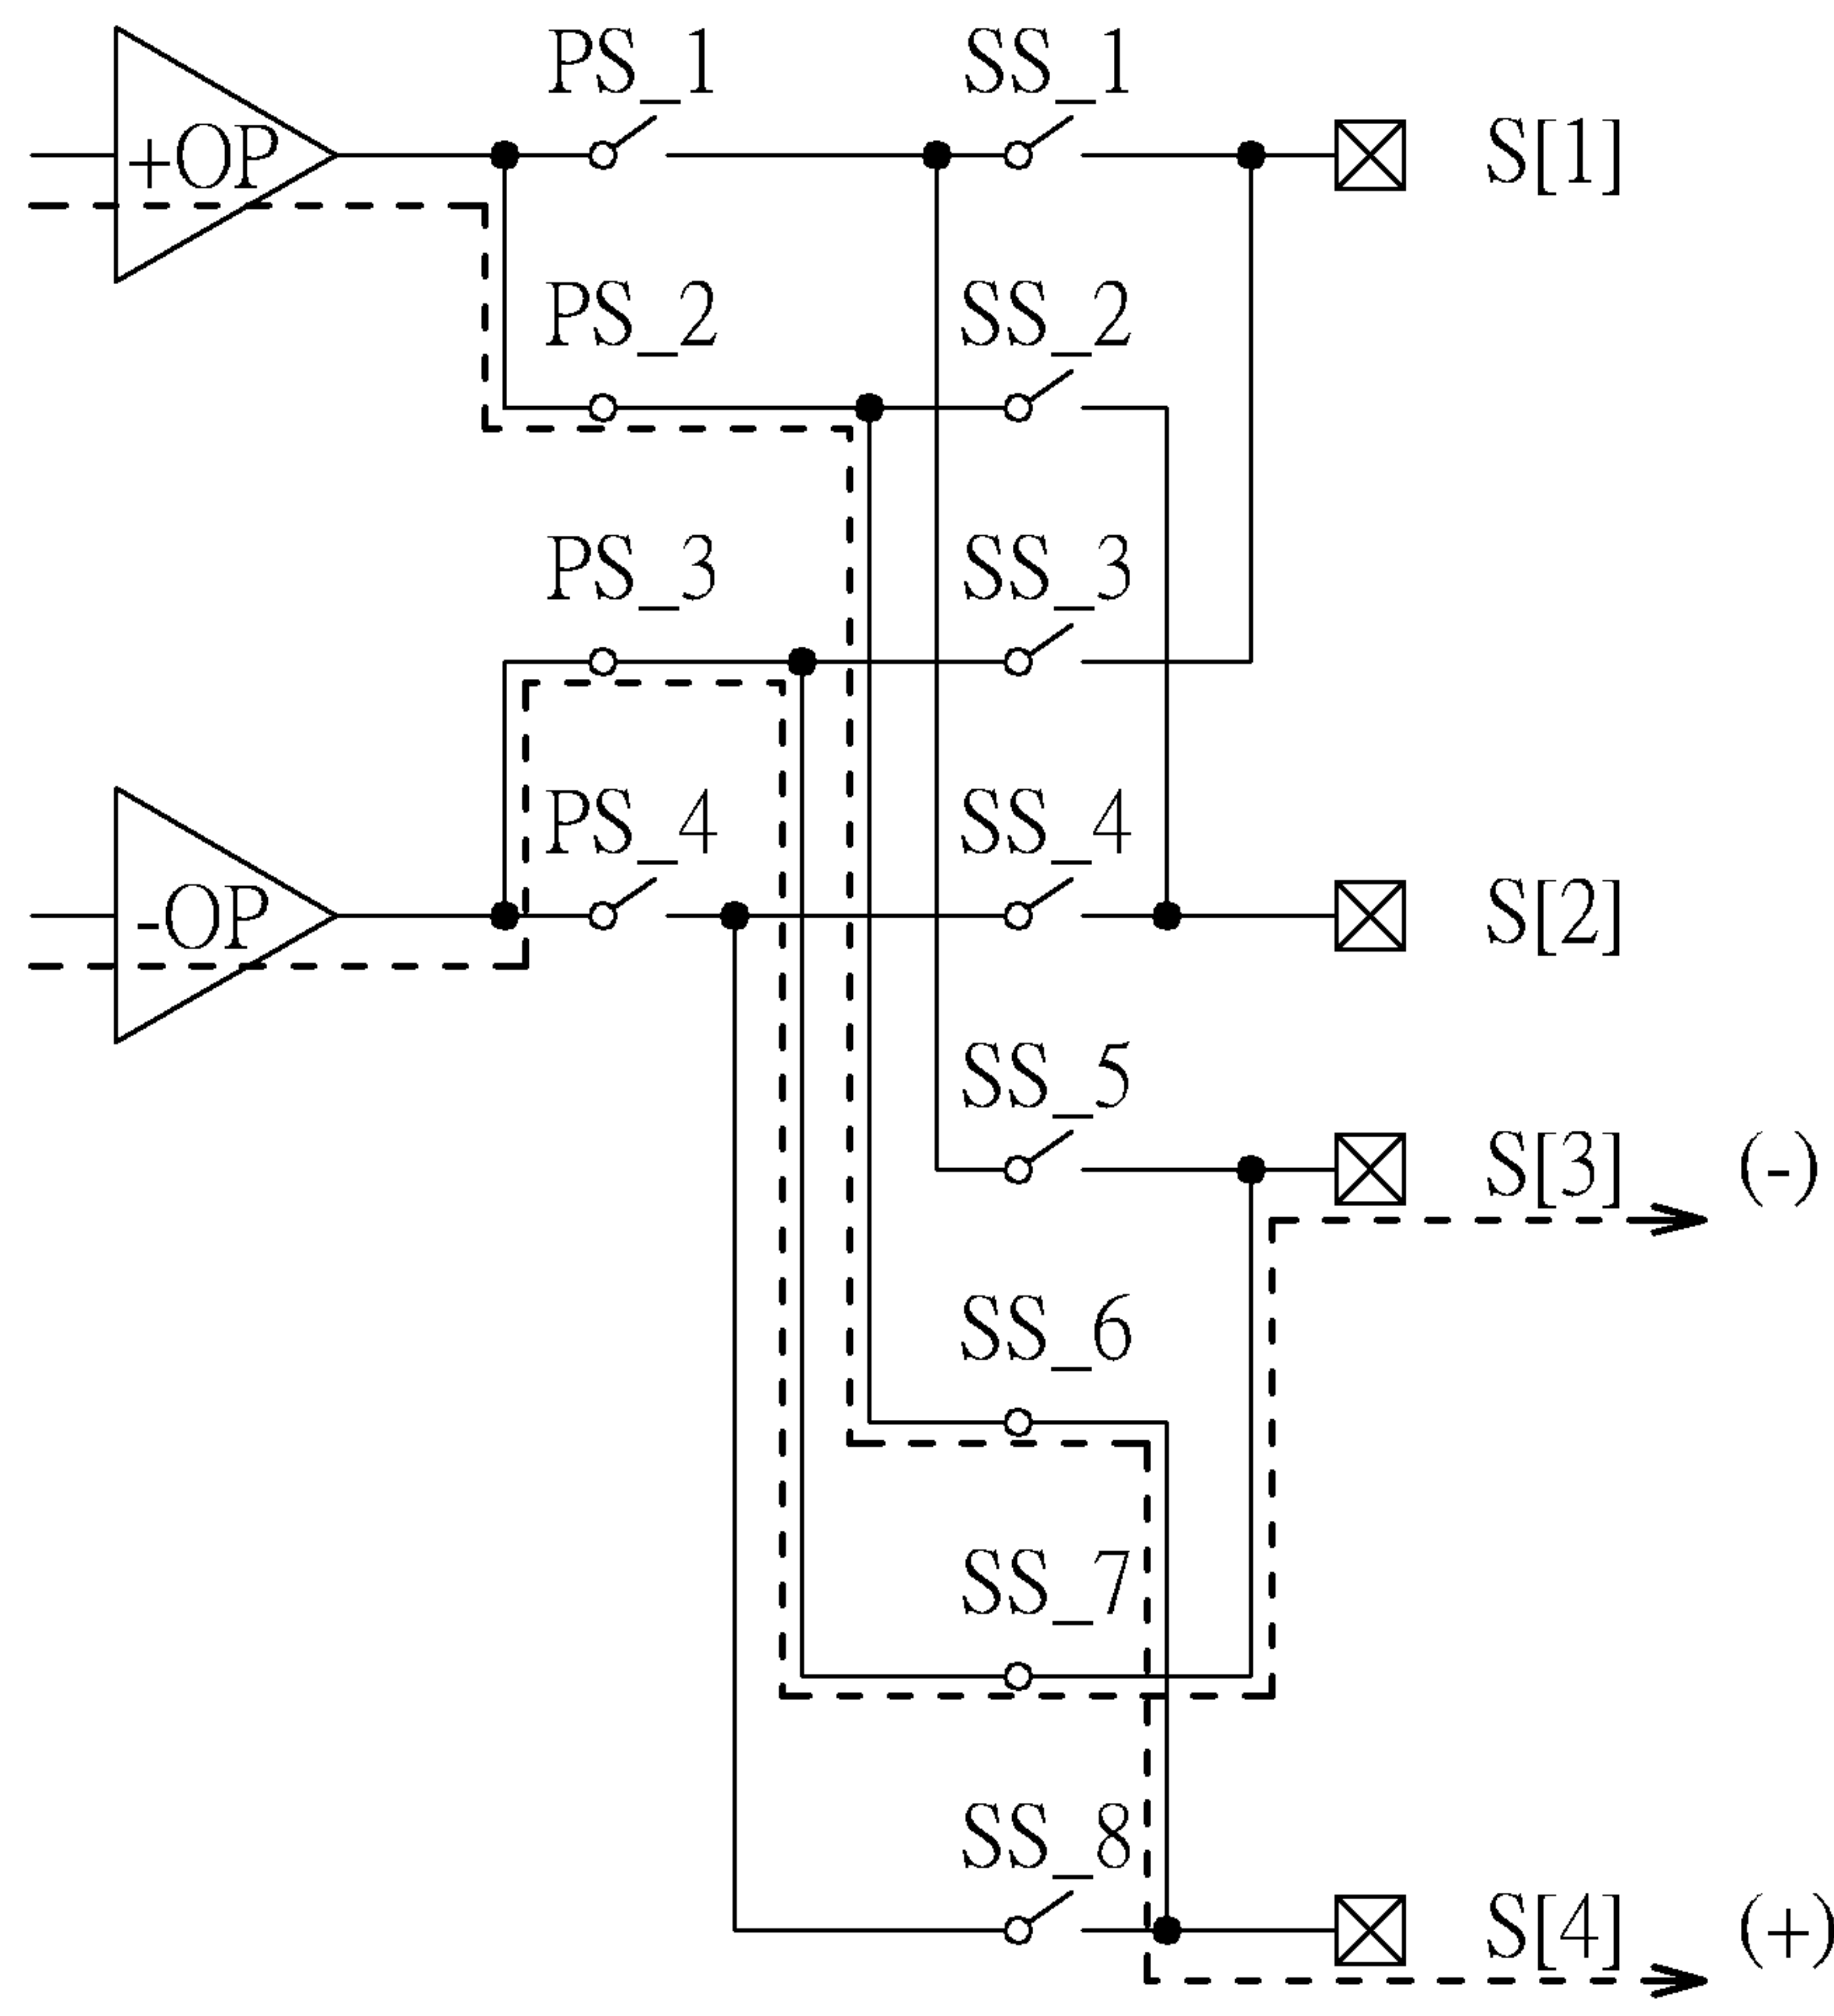 PS_1 SS_1
+OP S[1]
PS_2 SS_2
PS_3 SS_3
PS_4 SS_4
-OP S[2]
SS_5
S[3] (-)
SS_6
SS_7
SS_8
S[4] (+)